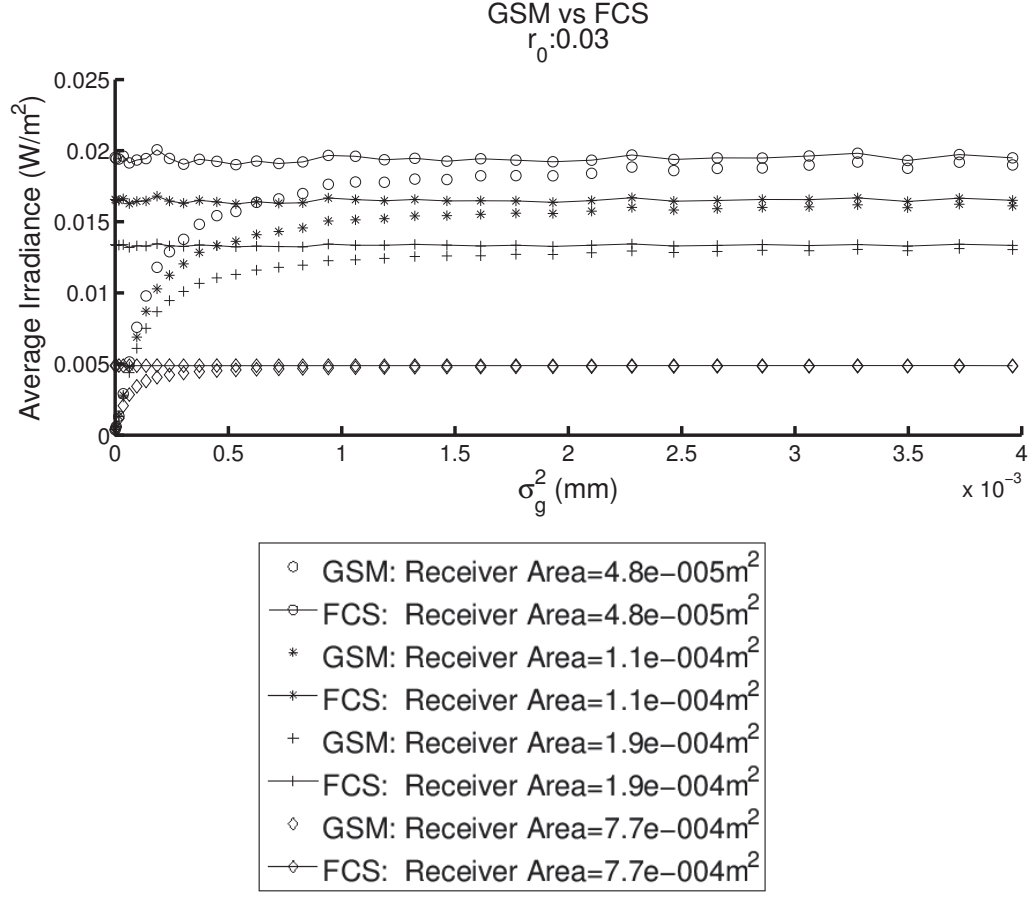 GSM vs FCS
r0:0.03
Average Irradiance (W/m2)
0.025
0.02
0.015
0.01
0.005
0
0 0.5 1 1.5 2 2.5 3 3.5 4
σg2 (mm)
x 10−3
GSM: Receiver Area=4.8e−005m2
FCS: Receiver Area=4.8e−005m2
GSM: Receiver Area=1.1e−004m2
FCS: Receiver Area=1.1e−004m2
GSM: Receiver Area=1.9e−004m2
FCS: Receiver Area=1.9e−004m2
GSM: Receiver Area=7.7e−004m2
FCS: Receiver Area=7.7e−004m2